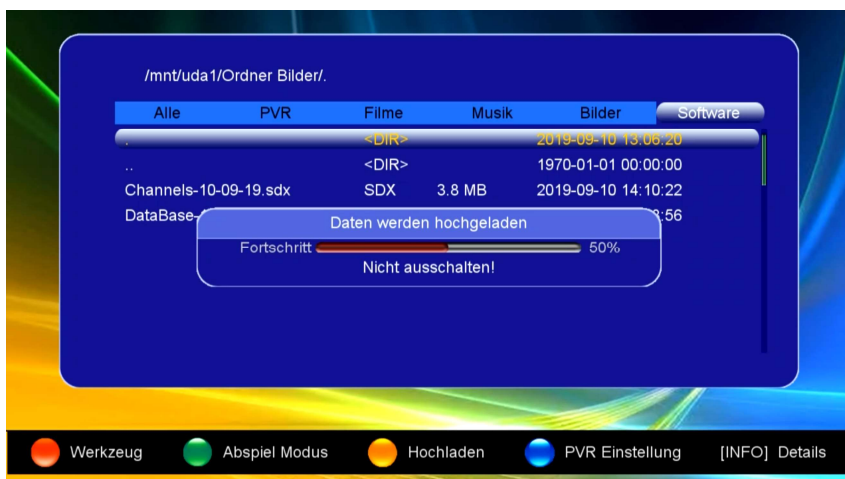 /mnt/uda1/Ordner Bilder/.
Alle PVR Filme Musik Bilder Software
. <DIR> 2019-09-10 13:06:20
.. <DIR> 1970-01-01 00:00:00
Channels-10-09-19.sdx SDX 3.8 MB 2019-09-10 14:10:22
DataBase- :56
Daten werden hochgeladen
Fortschritt 50%
Nicht ausschalten!
Werkzeug Abspiel Modus Hochladen PVR Einstellung [INFO] Details